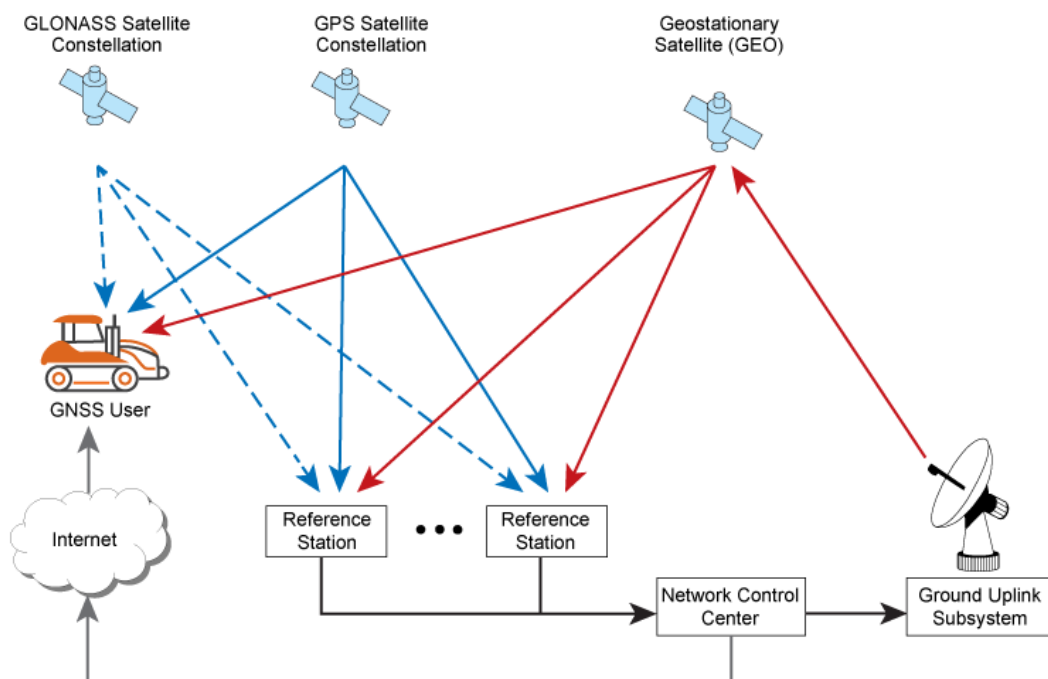 GLONASS Satellite
Constellation
GPS Satellite
Constellation
Geostationary
Satellite (GEO)
GNSS User
Internet
Reference
Station
Reference
Station
Network Control
Center
Ground Uplink
Subsystem